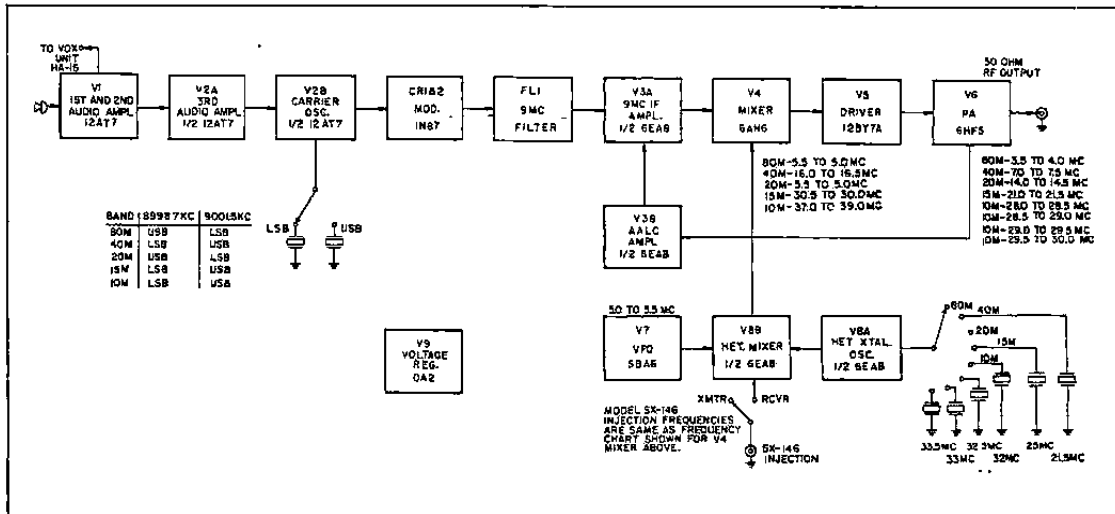 TO VOX
UNIT
HA-15
V1
1ST AND 2ND
AUDIO AMPL
12AT7
V2A
3RD
AUDIO AMPL
1/2 12AT7
V2B
CARRIER
OSC.
1/2 12AT7
CR1&2
MOD.
IN87
FL1
9MC
FILTER
V3A
9MC IF
AMPL.
1/2 6EA8
V4
MIXER
6AH6
V5
DRIVER
12BY7A
50 OHM
RF OUTPUT
V6
PA
6HF5
80M-5.5 TO 5.0MC
40M-16.0 TO 16.5MC
20M-5.5 TO 5.0MC
15M-30.5 TO 30.0MC
10M-37.0 TO 39.0MC
80M-3.5 TO 4.0 MC
40M-7.0 TO 7.5 MC
20M-14.0 TO 14.5 MC
15M-21.0 TO 21.5 MC
10M-28.0 TO 28.5 MC
10M-28.5 TO 29.0 MC
10M-29.0 TO 29.5 MC
10M-29.5 TO 30.0 MC
BAND 8998.7KC 9001.5KC
80M USB LSB
40M LSB USB
20M USB LSB
15M LSB USB
10M LSB USB
LSB USB
V3B
AALC
AMPL
1/2 6EA8
V9
VOLTAGE
REG.
OA2
5.0 TO 5.5 MC
V7
VFO
5BA6
V8B
HET. MIXER
1/2 6EA8
V8A
HET XTAL.
OSC.
1/2 6EA8
80M
40M
20M
15M
10M
XMTR RCVR
MODEL SX-146
INJECTION FREQUENCIES
ARE SAME AS FREQUENCY
CHART SHOWN FOR V4
MIXER ABOVE.
SX-146
INJECTION
33.5MC
33MC
32.5MC
32MC
25MC
21.5MC